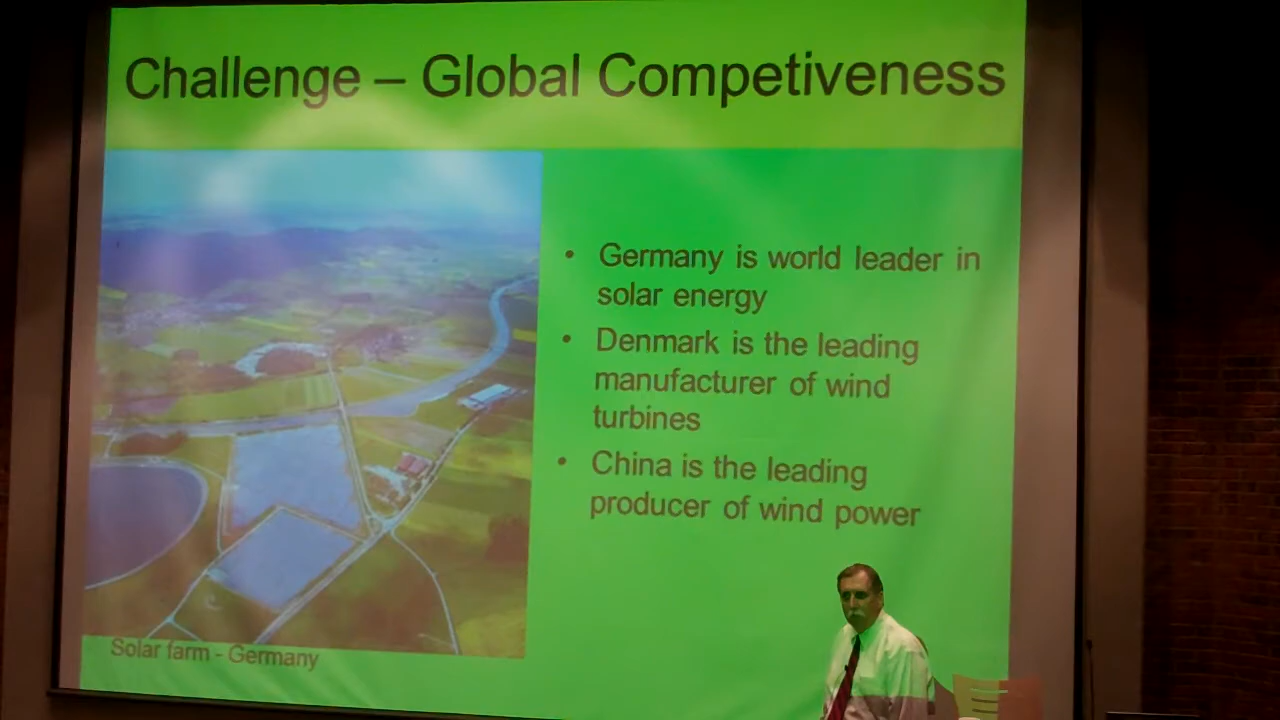 Challenge – Global Competiveness
• Germany is world leader in
solar energy
• Denmark is the leading
manufacturer of wind
turbines
• China is the leading
producer of wind power
Solar farm - Germany